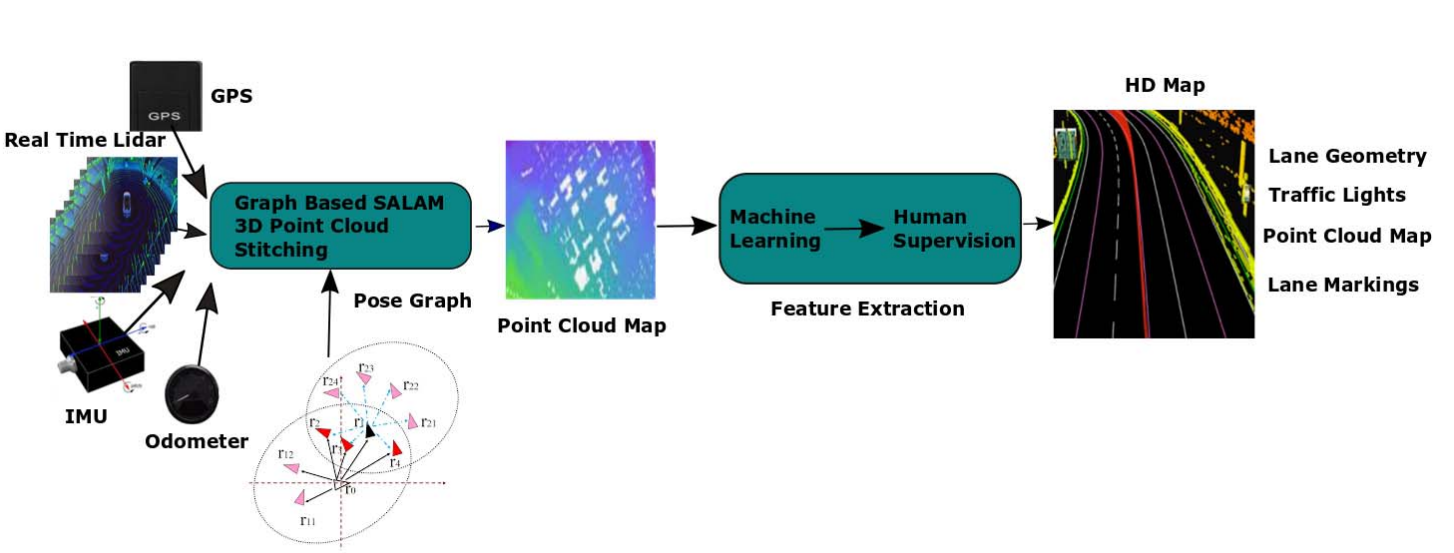 HD Map
GPS
GPS
Real Time Lidar
Graph Based SALAM
3D Point Cloud
Stitching
Machine
Learning
Human
Supervision
Lane Geometry
Traffic Lights
Point Cloud Map
Lane Markings
Pose Graph
Feature Extraction
Point Cloud Map
IMU
IMU
Odometer
r23
r24
r22
r2
r21
r4
r12
r0
r11